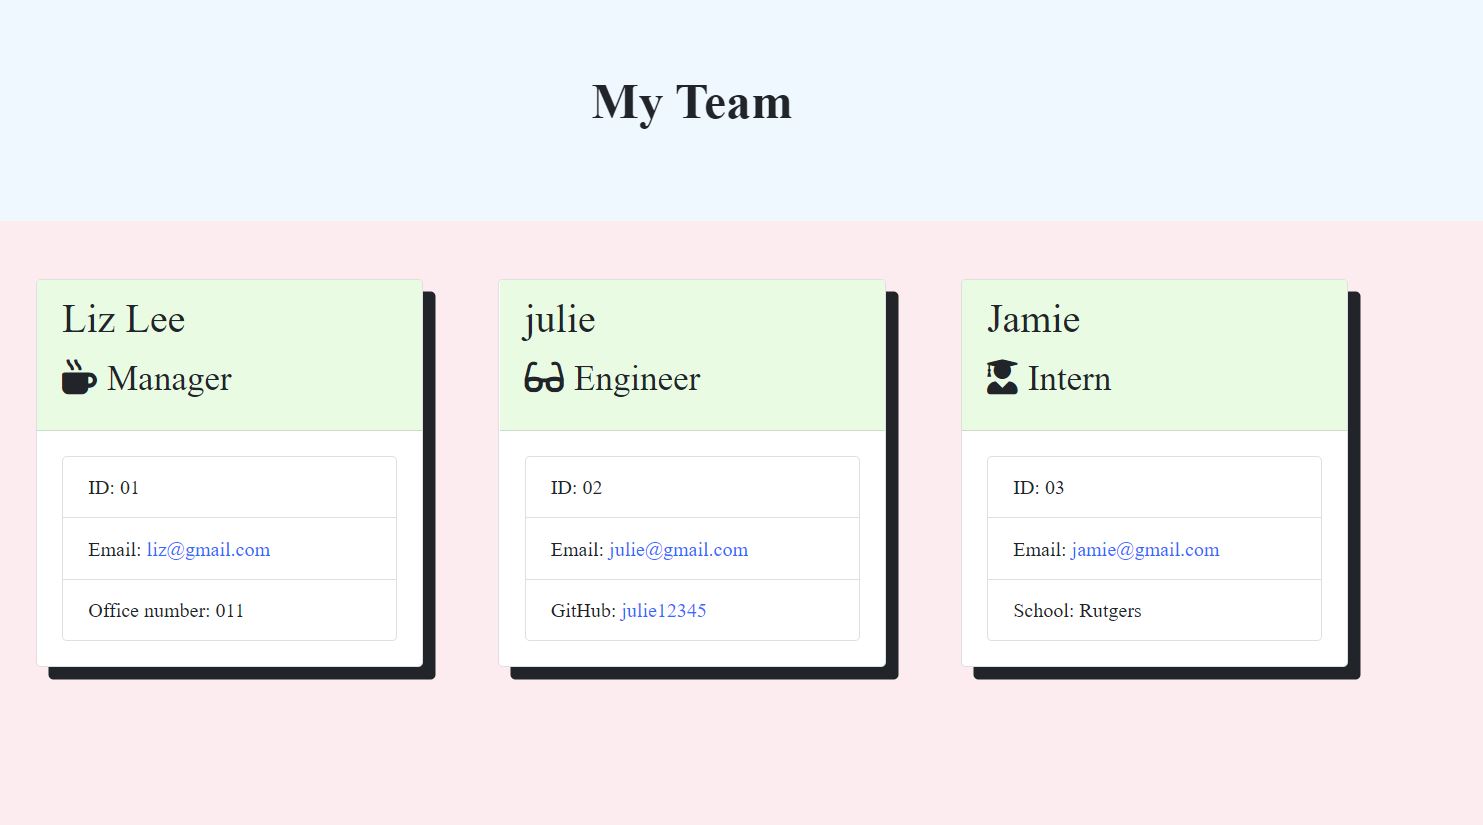 My Team
Liz Lee
Manager
ID: 01
Email: liz@gmail.com
Office number: 011
julie
Engineer
ID: 02
Email: julie@gmail.com
GitHub: julie12345
Jamie
Intern
ID: 03
Email: jamie@gmail.com
School: Rutgers